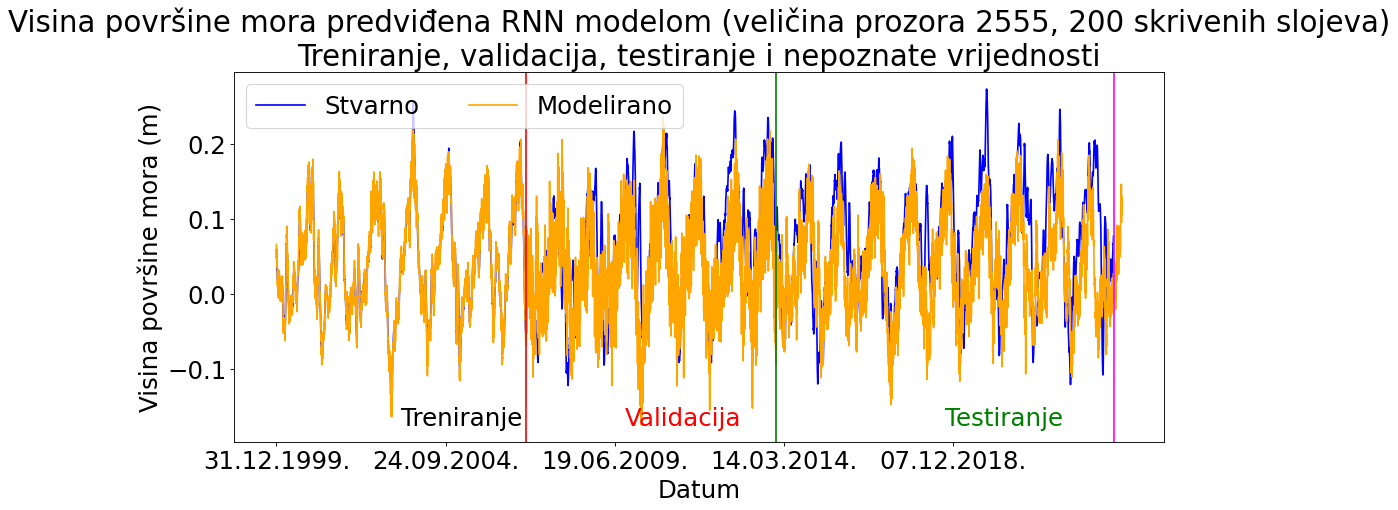 Visina površine mora predviđena RNN modelom (veličina prozora 2555, 200 skrivenih slojeva)
Treniranje, validacija, testiranje i nepoznate vrijednosti
Stvarno Modelirano
Visina površine mora (m)
0.2
0.1
0.0
−0.1
Treniranje Validacija Testiranje
31.12.1999. 24.09.2004. 19.06.2009. 14.03.2014. 07.12.2018.
Datum